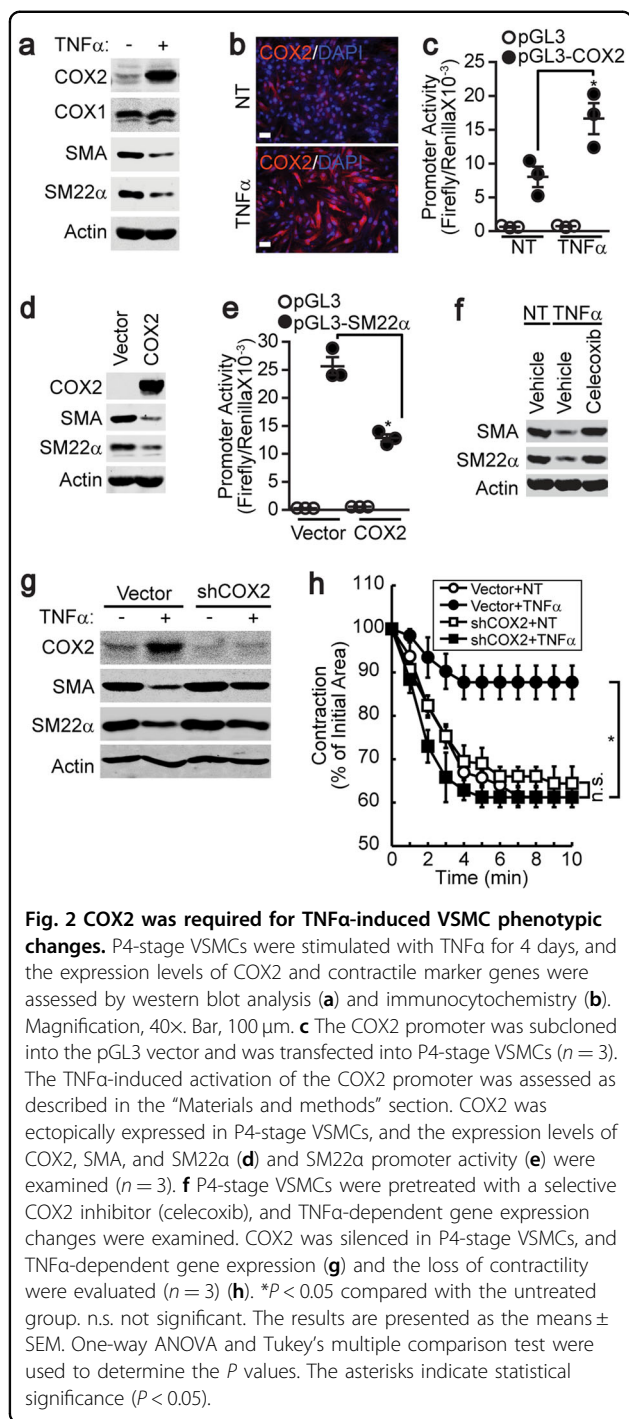 a
TNFα: - +
COX2
COX1
SMA
SM22α
Actin
b
COX2/DAPI
NT
COX2/DAPI
TNFα
c
pGL3
pGL3-COX2
Promoter Activity
(Firefly/RenillaX10-3)
25
20
15
10
5
0
*
NT TNFα
d
Vector COX2
COX2
SMA
SM22α
Actin
e
pGL3
pGL3-SM22α
Promoter Activity
(Firefly/RenillaX10-3)
30
25
20
15
10
5
0
*
Vector COX2
f
NT TNFα
Vehicle Vehicle Celecoxib
SMA
SM22α
Actin
g
Vector shCOX2
TNFα: - + - +
COX2
SMA
SM22α
Actin
h
Vector+NT
Vector+TNFα
shCOX2+NT
shCOX2+TNFα
Contraction
(% of Initial Area)
110
100
90
80
70
60
50
*
n.s.
0 2 4 6 8 10
Time (min)
Fig. 2 COX2 was required for TNFα-induced VSMC phenotypic
changes. P4-stage VSMCs were stimulated with TNFα for 4 days, and
the expression levels of COX2 and contractile marker genes were
assessed by western blot analysis (a) and immunocytochemistry (b).
Magnification, 40×. Bar, 100 μm. c The COX2 promoter was subcloned
into the pGL3 vector and was transfected into P4-stage VSMCs (n = 3).
The TNFα-induced activation of the COX2 promoter was assessed as
described in the “Materials and methods” section. COX2 was
ectopically expressed in P4-stage VSMCs, and the expression levels of
COX2, SMA, and SM22α (d) and SM22α promoter activity (e) were
examined (n = 3). f P4-stage VSMCs were pretreated with a selective
COX2 inhibitor (celecoxib), and TNFα-dependent gene expression
changes were examined. COX2 was silenced in P4-stage VSMCs, and
TNFα-dependent gene expression (g) and the loss of contractility
were evaluated (n = 3) (h). *P < 0.05 compared with the untreated
group. n.s. not significant. The results are presented as the means ±
SEM. One-way ANOVA and Tukey’s multiple comparison test were
used to determine the P values. The asterisks indicate statistical
significance (P < 0.05).